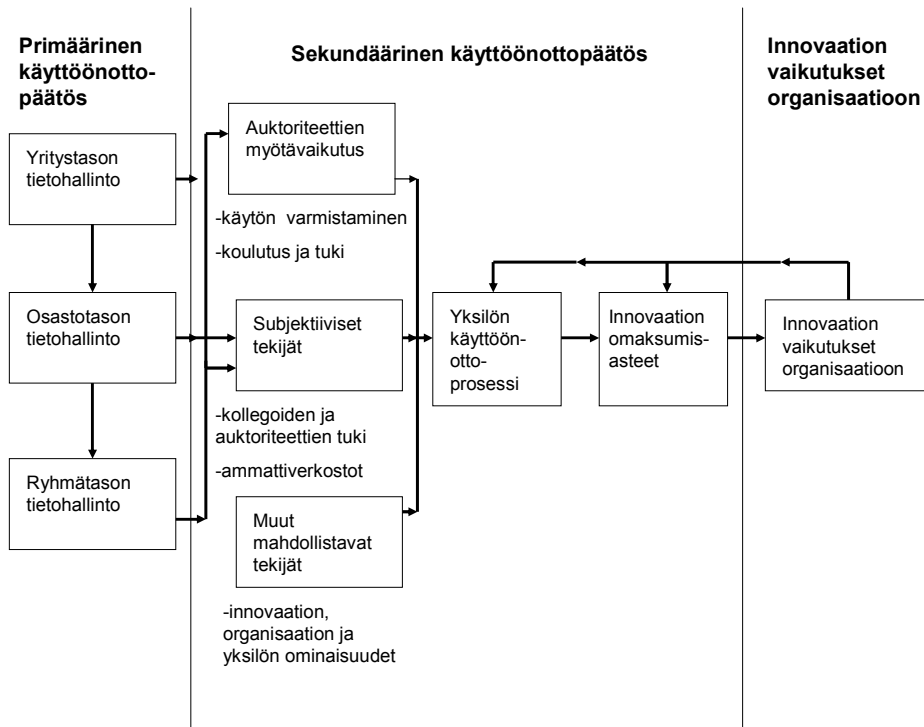 Primäärinen
käyttöönotto-
päätös
Sekundäärinen käyttöönottopäätös
Innovaation
vaikutukset
organisaatioon
Yritystason
tietohallinto
Osastotason
tietohallinto
Ryhmätason
tietohallinto
Auktoriteettien
myötävaikutus
-käytön varmistaminen
-koulutus ja tuki
Subjektiiviset
tekijät
-kollegoiden ja
auktoriteettien tuki
-ammattiverkostot
Muut
mahdollistavat
tekijät
-innovaation,
organisaation ja
yksilön ominaisuudet
Yksilön
käyttöön-
otto-
prosessi
Innovaation
omaksumis-
asteet
Innovaation
vaikutukset
organisaatioon